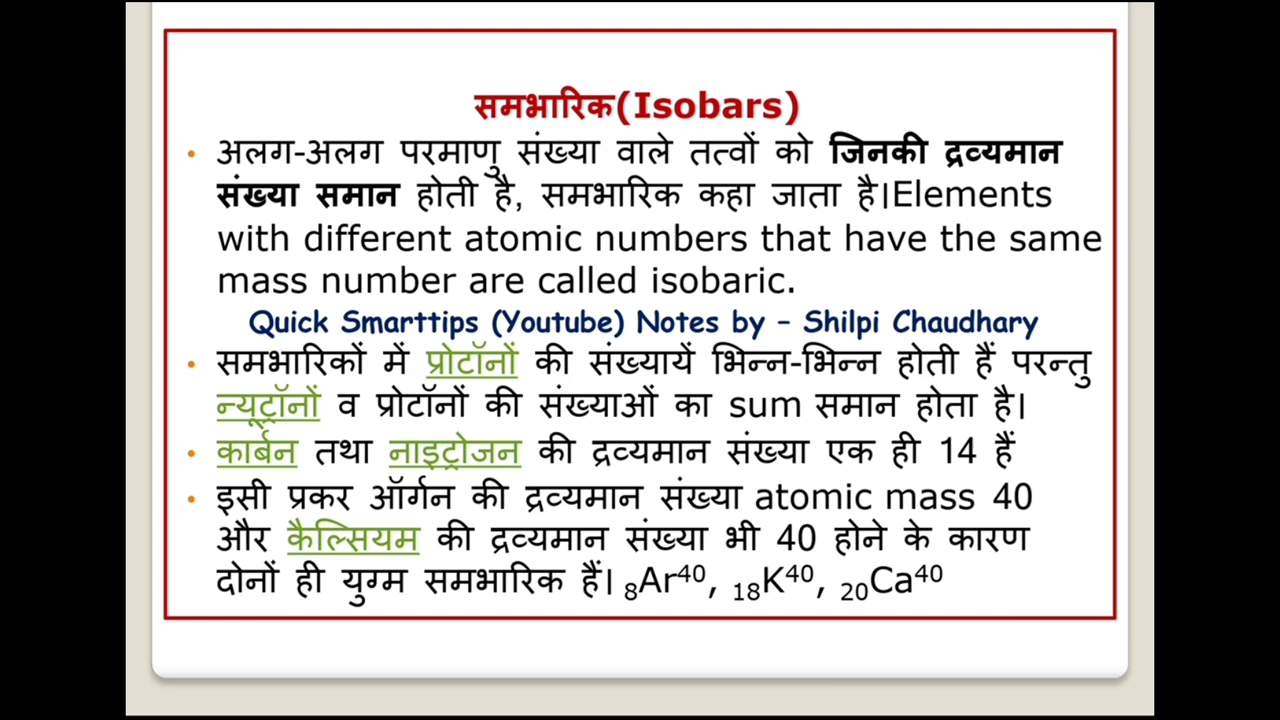 समभारिक(Isobars)
• अलग-अलग परमाणु संख्या वाले तत्वों को जिनकी द्रव्यमान
संख्या समान होती है, समभारिक कहा जाता है।Elements
with different atomic numbers that have the same
mass number are called isobaric.
Quick Smarttips (Youtube) Notes by – Shilpi Chaudhary
• समभारिकों में प्रोटॉनों की संख्यायें भिन्न-भिन्न होती हैं परन्तु
न्यूट्रॉनों व प्रोटॉनों की संख्याओं का sum समान होता है।
• कार्बन तथा नाइट्रोजन की द्रव्यमान संख्या एक ही 14 हैं
• इसी प्रकर ऑर्गन की द्रव्यमान संख्या atomic mass 40
और कैल्सियम की द्रव्यमान संख्या भी 40 होने के कारण
दोनों ही युग्म समभारिक हैं। ₈Ar⁴⁰, ₁₈K⁴⁰, ₂₀Ca⁴⁰